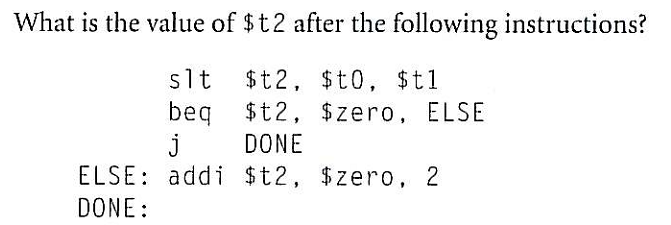 What is the value of $t2 after the following instructions?
slt $t2, $t0, $t1
beq $t2, $zero, ELSE
j DONE
ELSE: addi $t2, $zero, 2
DONE: